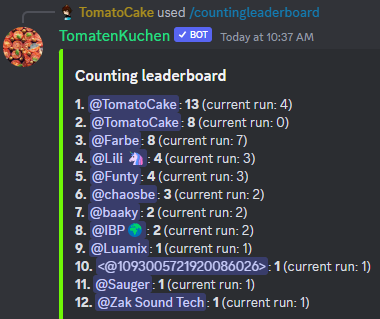 TomatoCake used /countingleaderboard
TomatenKuchen ✓ BOT Today at 10:37 AM
Counting leaderboard
1. @TomatoCake: 13 (current run: 4)
2. @TomatoCake: 8 (current run: 0)
3. @Farbe: 8 (current run: 7)
4. @Lili 🦄: 4 (current run: 3)
5. @Funty: 4 (current run: 3)
6. @chaosbe: 3 (current run: 2)
7. @baaky: 2 (current run: 2)
8. @IBP 🌍: 2 (current run: 2)
9. @Luamix: 1 (current run: 1)
10. <@1093005721920086026>: 1 (current run: 1)
11. @Sauger: 1 (current run: 1)
12. @Zak Sound Tech: 1 (current run: 1)